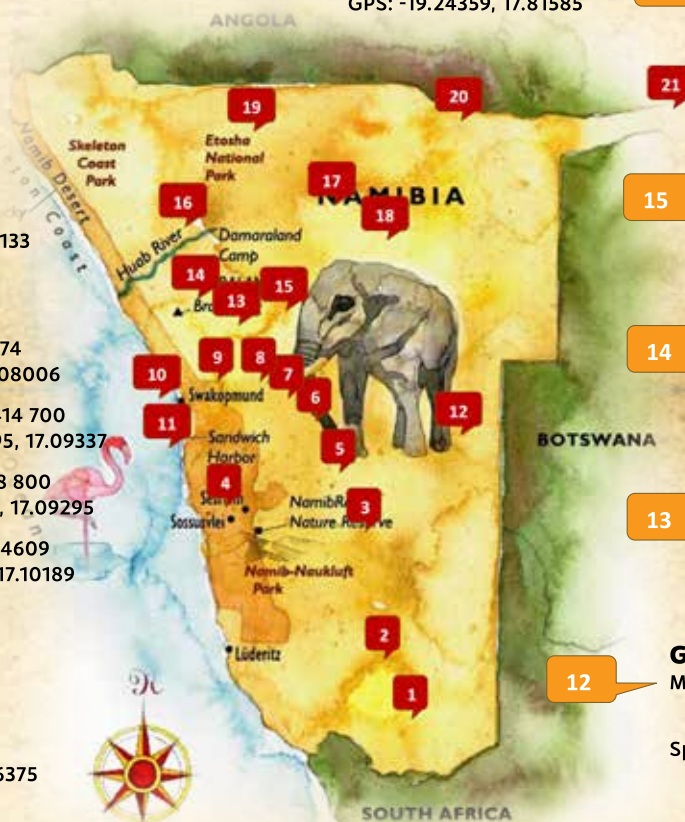 GPS: -19.24359, 17.81585
ANGOLA
21
20
19
Skeleton
Coast
Park
Etosha
National
Park
Namib Desert
Coast
17
NAMIBIA
15
16
18
133
Huab River
Damaraland
Camp
14
15
13
74
08006
9
8
7
14
10
6
Swakopmund
12
414 700
95, 17.09337
11
Sandwich
Harbor
5
BOTSWANA
8 800
, 17.09295
4
3
Sossusvlei
Nature Reserve
13
4609
17.10189
Namib-Naukluft
Park
2
Lüderitz
G
12
M
1
Sp
6375
SOUTH AFRICA